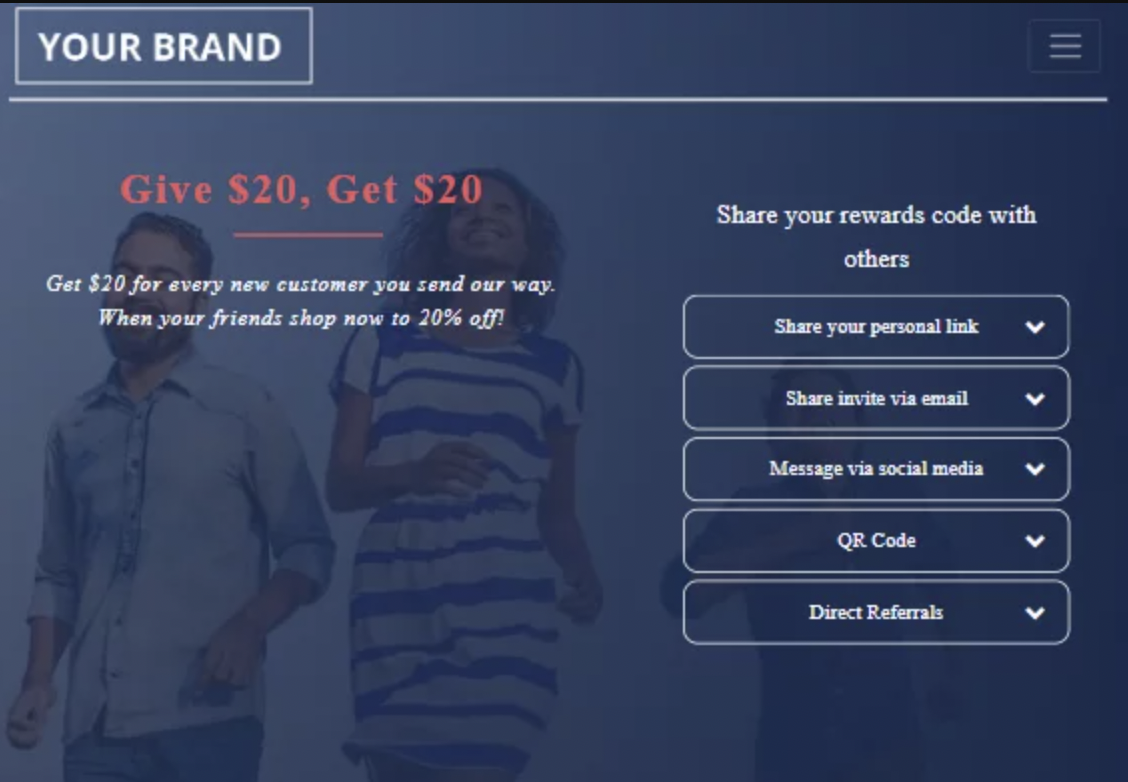 YOUR BRAND
Give $20, Get $20
Get $20 for every new customer you send our way.
When your friends shop now to 20% off!
Share your rewards code with
others
Share your personal link
Share invite via email
Message via social media
QR Code
Direct Referrals